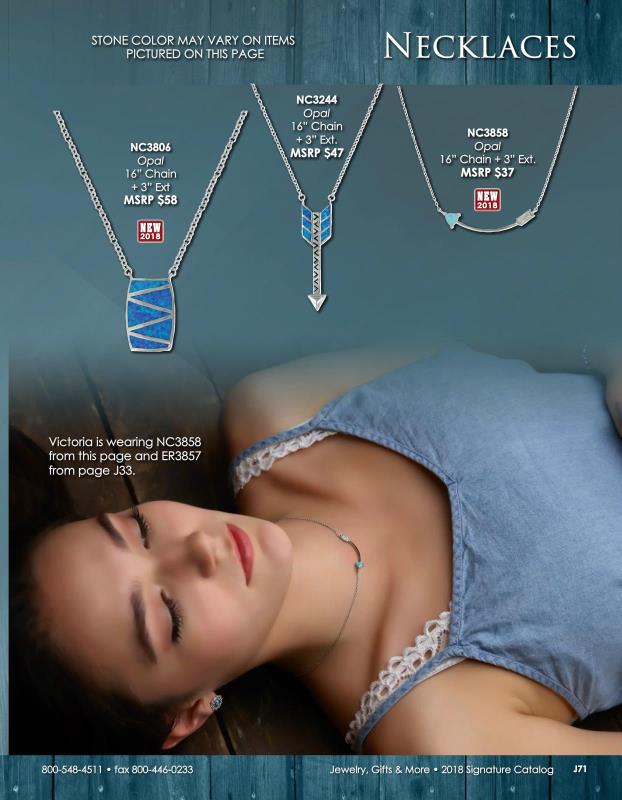 STONE COLOR MAY VARY ON ITEMS
PICTURED ON THIS PAGE
NECKLACES
NC3806
Opal
16" Chain
+ 3" Ext
MSRP $58
NEW
2018
NC3244
Opal
16" Chain
+ 3" Ext.
MSRP $47
NC3858
Opal
16" Chain + 3" Ext.
MSRP $37
NEW
2018
Victoria is wearing NC3858
from this page and ER3857
from page J33.
800-548-4511 • fax 800-446-0233
Jewelry, Gifts & More • 2018 Signature Catalog J71